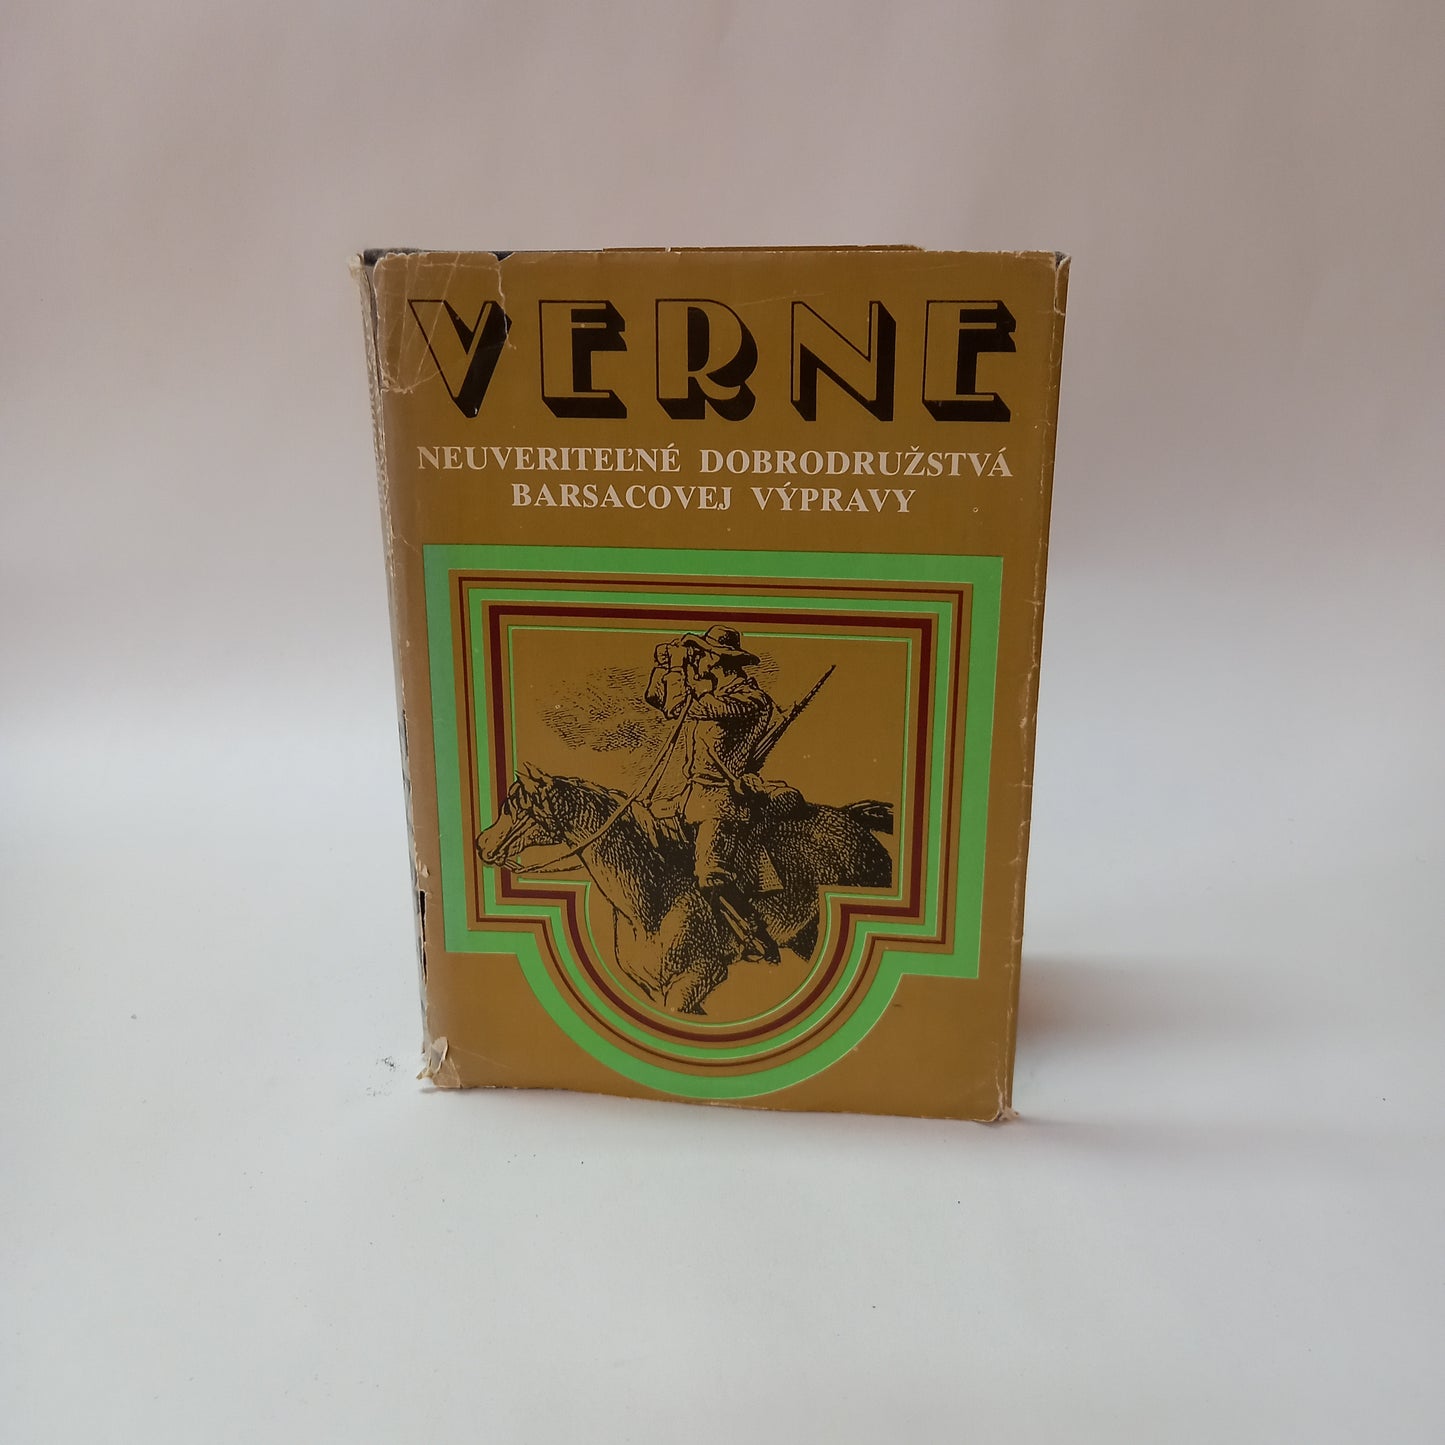 VERNE
NEUVERITEĽNÉ DOBRODRUŽSTVÁ
BARSACOVEJ VÝPRAVY